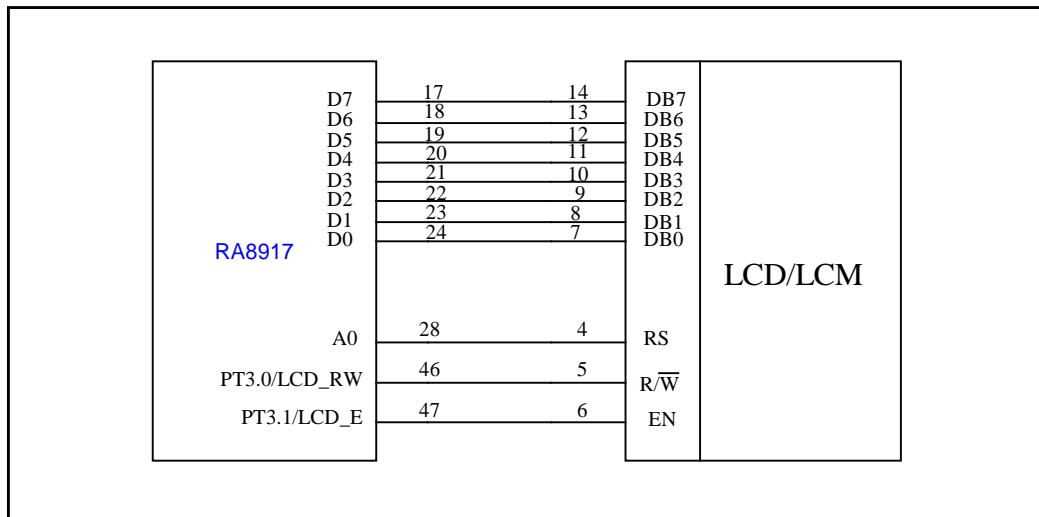 D7 17 14 DB7
D6 18 13 DB6
D5 19 12 DB5
D4 20 11 DB4
D3 21 10 DB3
D2 22 9 DB2
D1 23 8 DB1
D0 24 7 DB0
RA8917
LCD/LCM
A0 28 4 RS
PT3.0/LCD_RW 46 5 R/W̅
PT3.1/LCD_E 47 6 EN